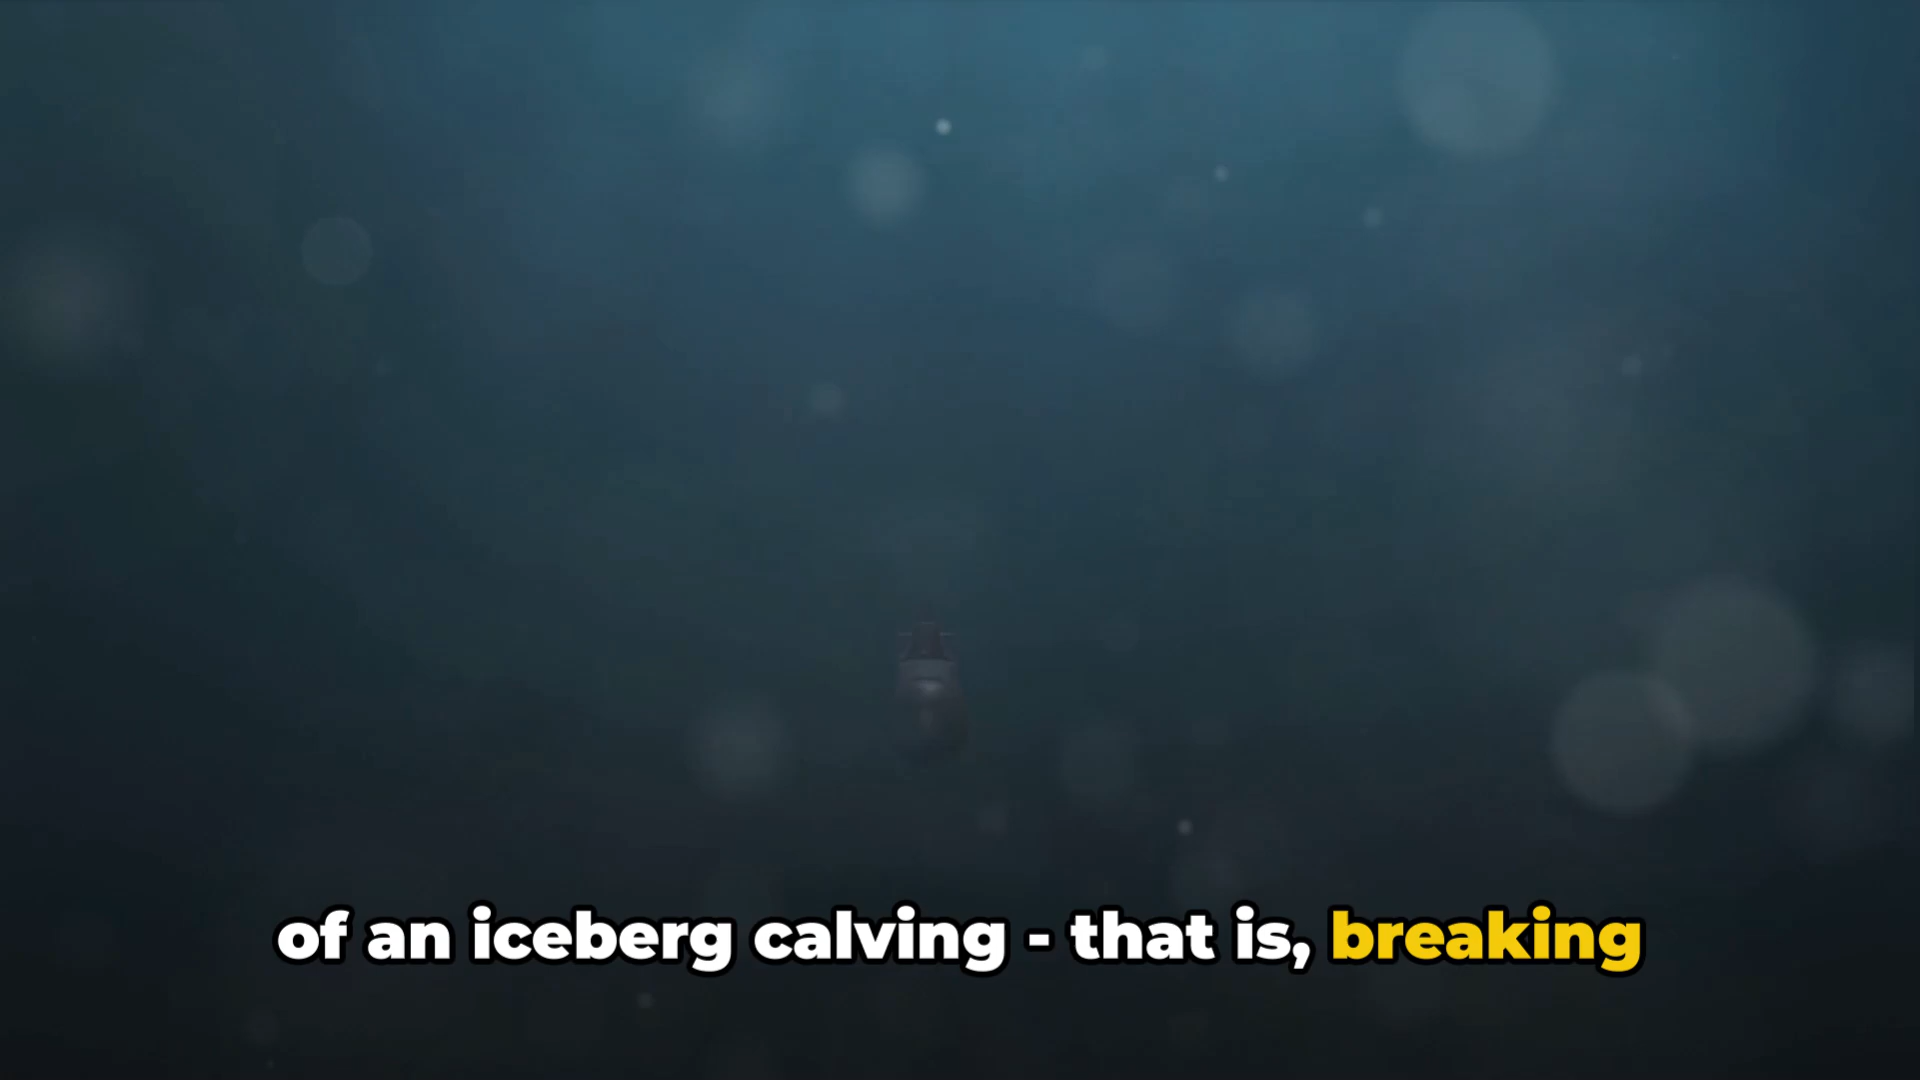 of an iceberg calving - that is, breaking